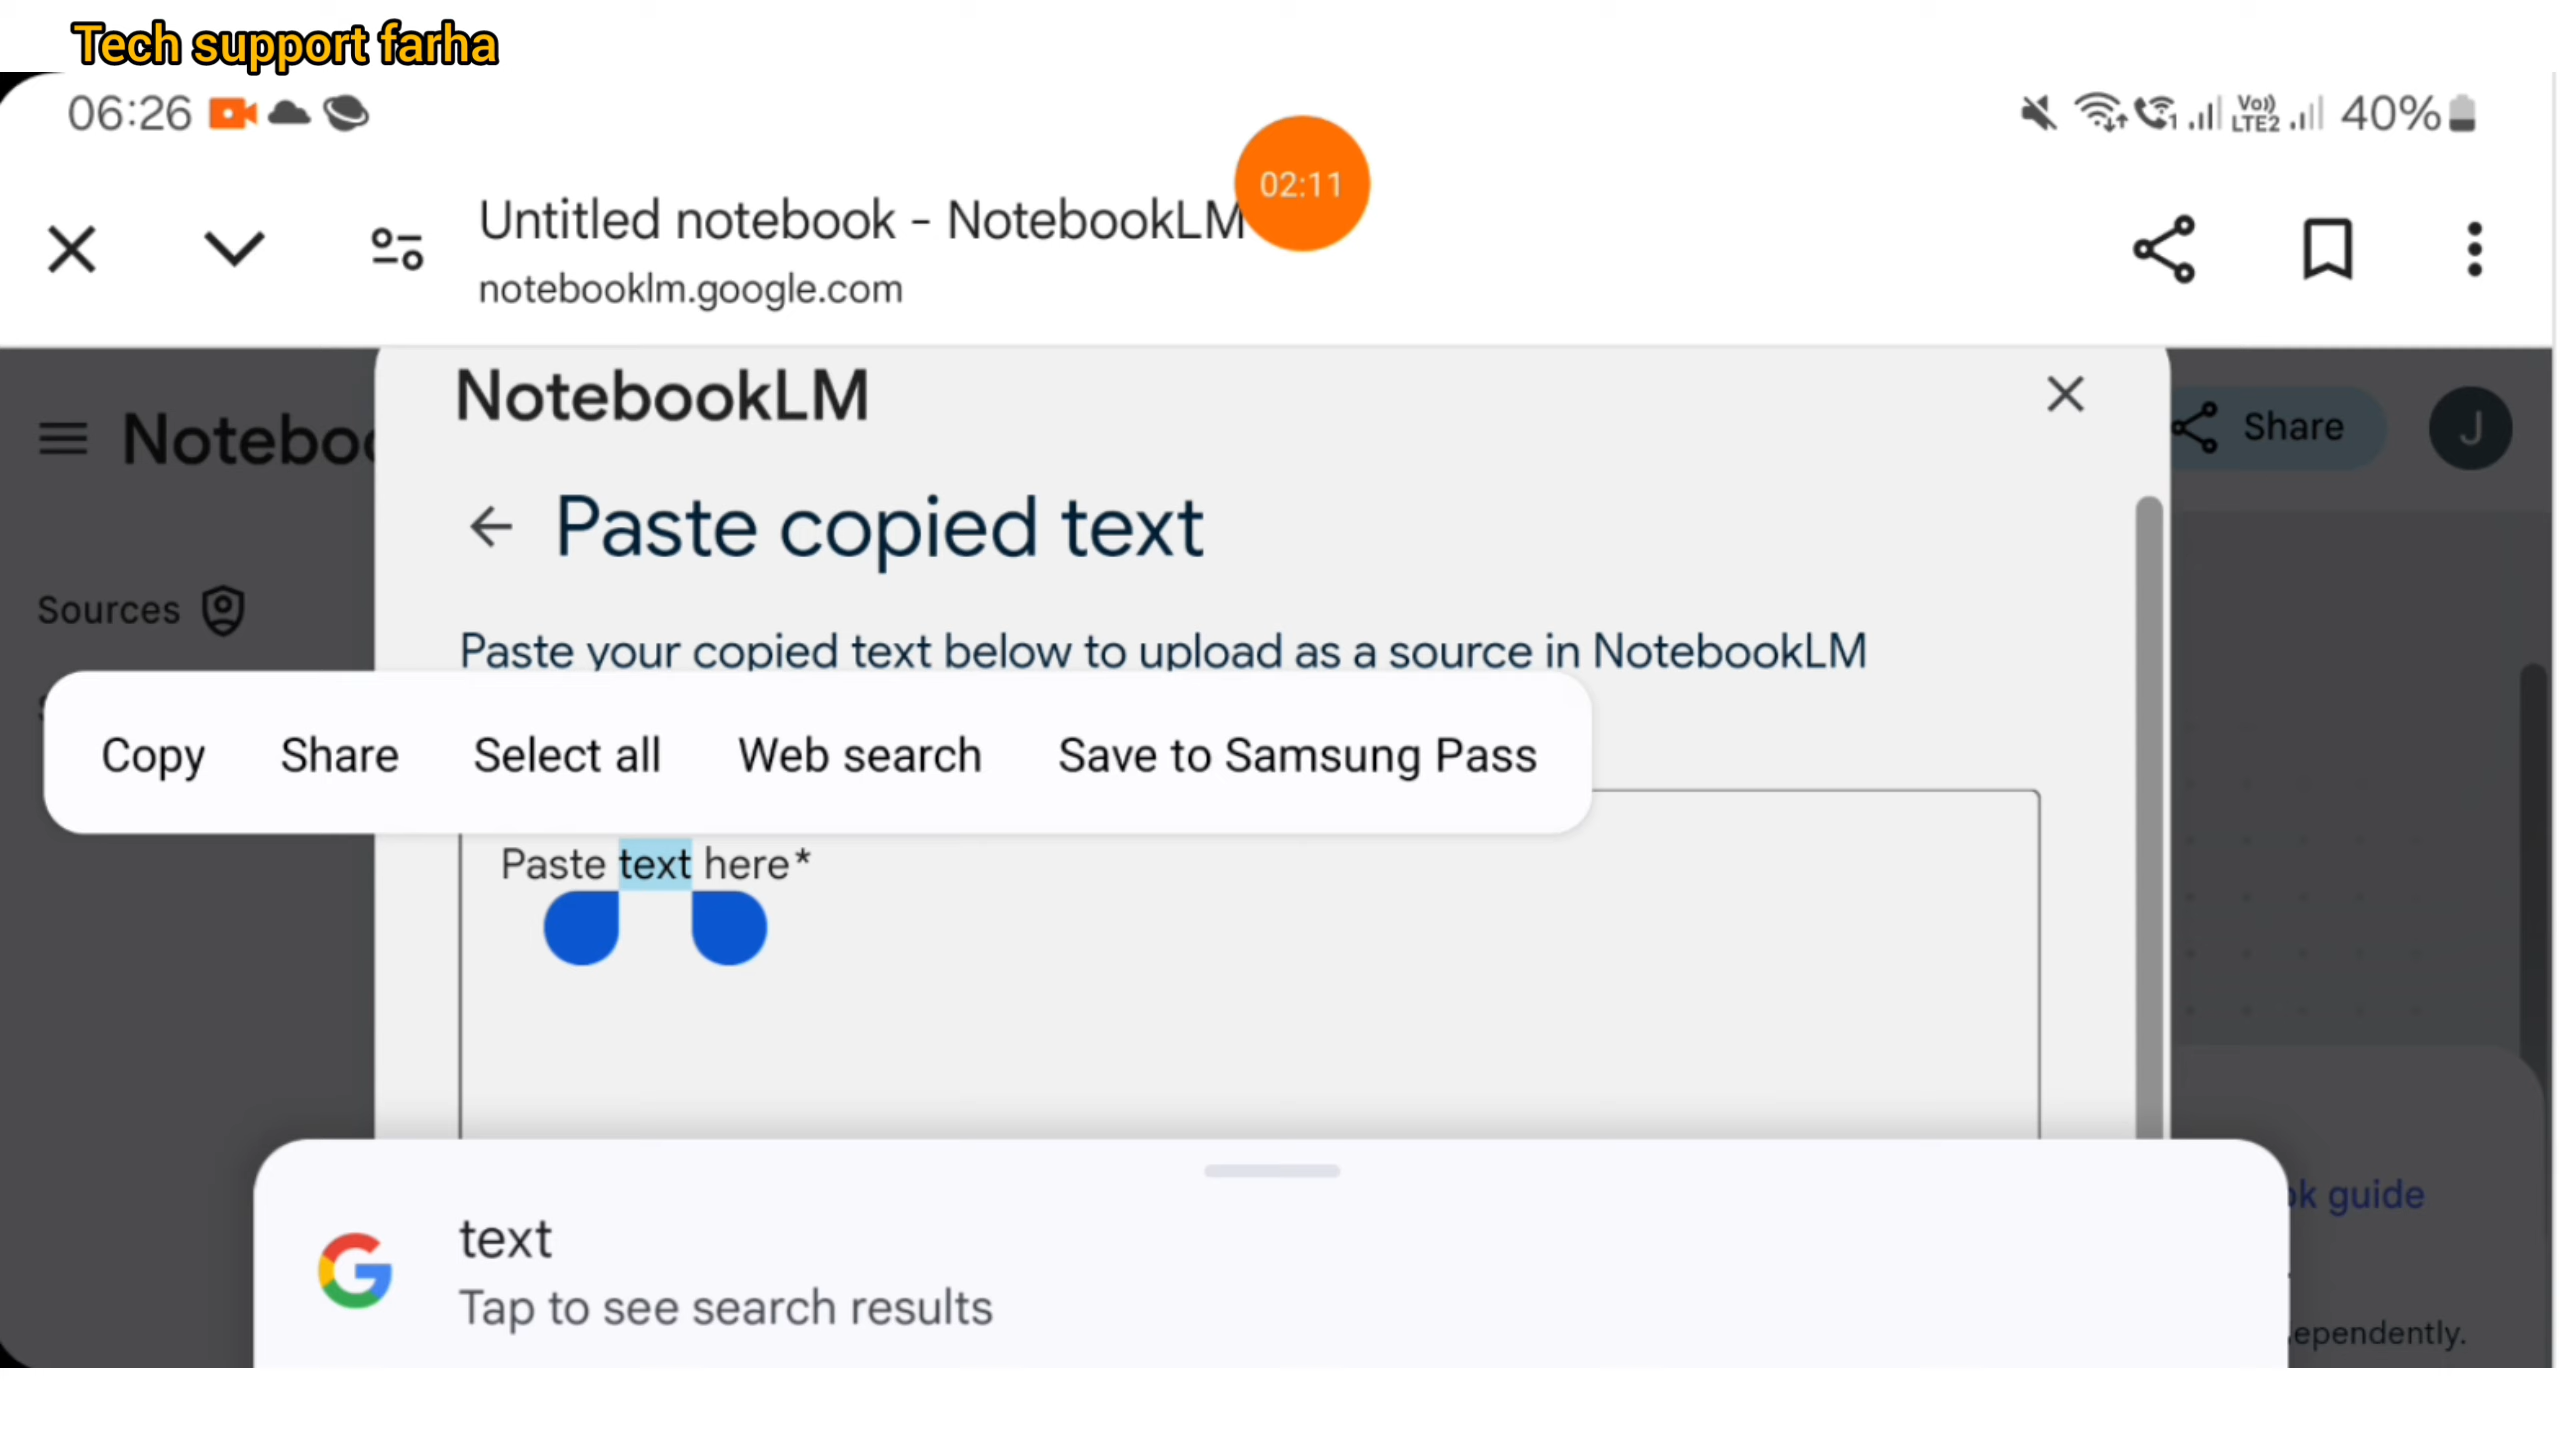 Tech support farha
06:26
Vo))
LTE2
40%
02:11
Untitled notebook - NotebookLM
notebooklm.google.com
NotebookLM
Share
J
Paste copied text
Sources
Paste your copied text below to upload as a source in NotebookLM
Copy Share Select all Web search Save to Samsung Pass
Paste text here*
guide
text
Tap to see search results